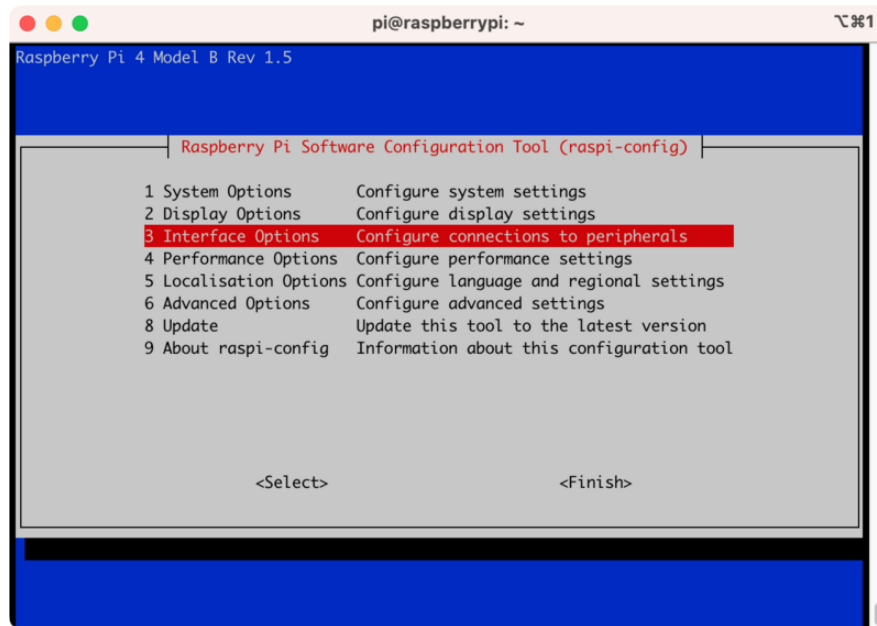 pi@raspberrypi: ~ ⌥⌘1
Raspberry Pi 4 Model B Rev 1.5
Raspberry Pi Software Configuration Tool (raspi-config)
1 System Options Configure system settings
2 Display Options Configure display settings
3 Interface Options Configure connections to peripherals
4 Performance Options Configure performance settings
5 Localisation Options Configure language and regional settings
6 Advanced Options Configure advanced settings
8 Update Update this tool to the latest version
9 About raspi-config Information about this configuration tool
<Select> <Finish>